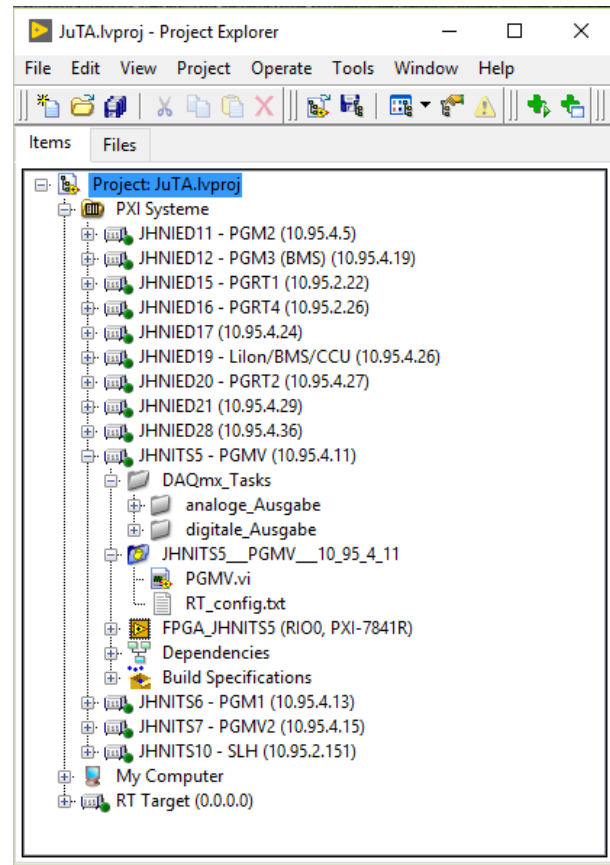 JuTA.lvproj - Project Explorer
File Edit View Project Operate Tools Window Help
Items Files
Project: JuTA.lvproj
PXI Systeme
JHNIED11 - PGM2 (10.95.4.5)
JHNIED12 - PGM3 (BMS) (10.95.4.19)
JHNIED15 - PGRT1 (10.95.2.22)
JHNIED16 - PGRT4 (10.95.2.26)
JHNIED17 (10.95.4.24)
JHNIED19 - LiIon/BMS/CCU (10.95.4.26)
JHNIED20 - PGRT2 (10.95.4.27)
JHNIED21 (10.95.4.29)
JHNIED28 (10.95.4.36)
JHNITS5 - PGMV (10.95.4.11)
DAQmx_Tasks
analoge_Ausgabe
digitale_Ausgabe
JHNITS5__PGMV__10_95_4_11
PGMV.vi
RT_config.txt
FPGA_JHNITS5 (RIO0, PXI-7841R)
Dependencies
Build Specifications
JHNITS6 - PGM1 (10.95.4.13)
JHNITS7 - PGMV2 (10.95.4.15)
JHNITS10 - SLH (10.95.2.151)
My Computer
RT Target (0.0.0.0)